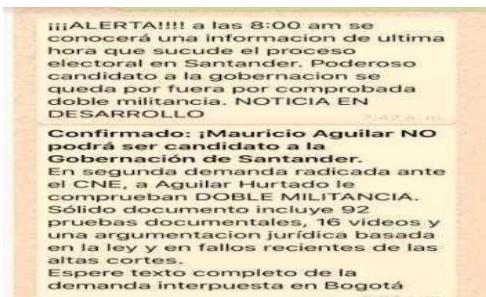 ¡¡¡ALERTA!!!! a las 8:00 am se
conocerá una informacion de ultima
hora que sucude el proceso
electoral en Santander. Poderoso
candidato a la gobernacion se
queda por fuera por comprobada
doble militancia. NOTICIA EN
DESARROLLO
7:42 a. m.
Confirmado: ¡Mauricio Aguilar NO
podrá ser candidato a la
Gobernación de Santander.
En segunda demanda radicada ante
el CNE, a Aguilar Hurtado le
comprueban DOBLE MILITANCIA.
Sólido documento incluye 92
pruebas documentales, 16 videos y
una argumentación jurídica basada
en la ley y en fallos recientes de las
altas cortes.
Espere texto completo de la
demanda interpuesta en Bogotá